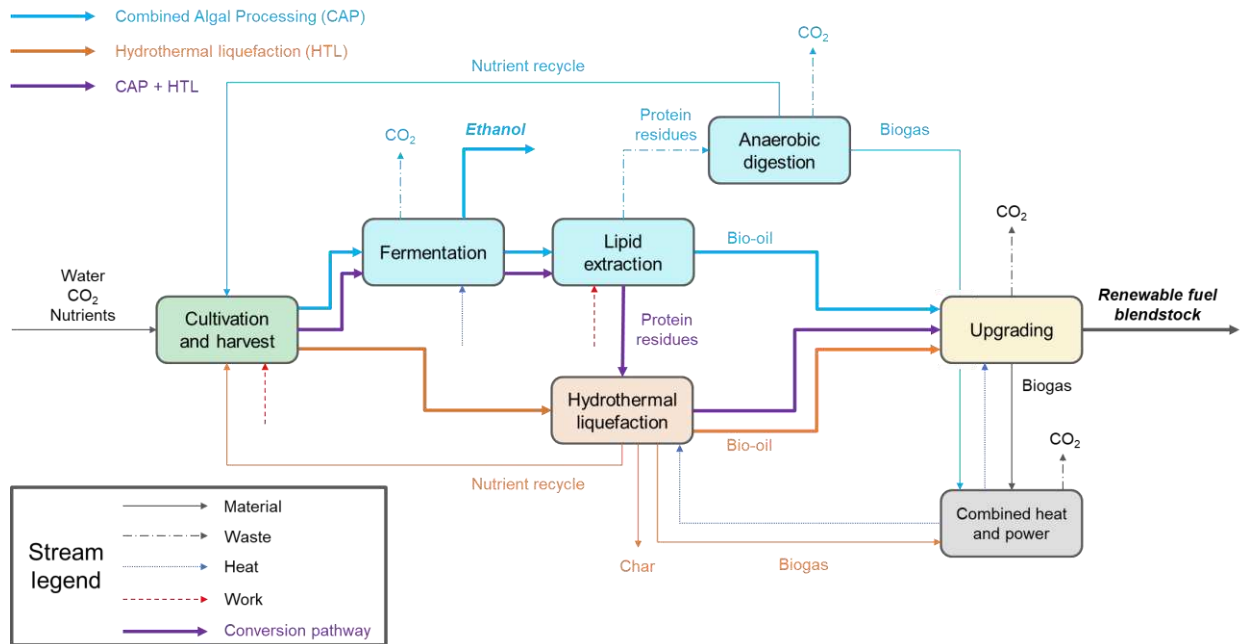 Combined Algal Processing (CAP)
Hydrothermal liquefaction (HTL)
CAP + HTL
CO₂
Nutrient recycle
Protein
residues
Anaerobic
digestion
Biogas
CO₂
Ethanol
CO₂
Fermentation
Lipid
extraction
Bio-oil
Water
CO₂
Nutrients
Cultivation
and harvest
Protein
residues
Upgrading
Renewable fuel
blendstock
Biogas
Hydrothermal
liquefaction
Bio-oil
CO₂
Nutrient recycle
Combined heat
and power
Char
Biogas
Stream
legend
Material
Waste
Heat
Work
Conversion pathway